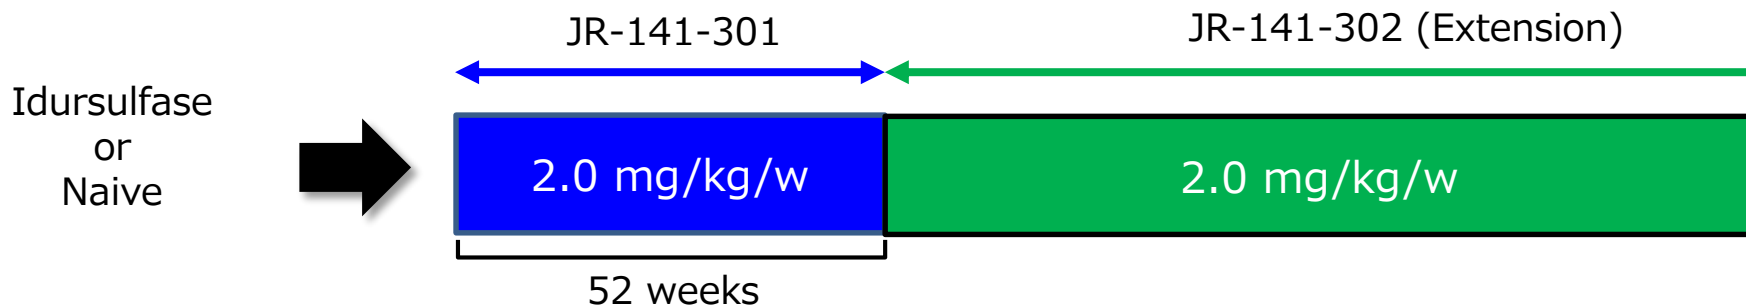 JR-141-301
JR-141-302 (Extension)
Idursulfase
or
Naive
2.0 mg/kg/w
2.0 mg/kg/w
52 weeks